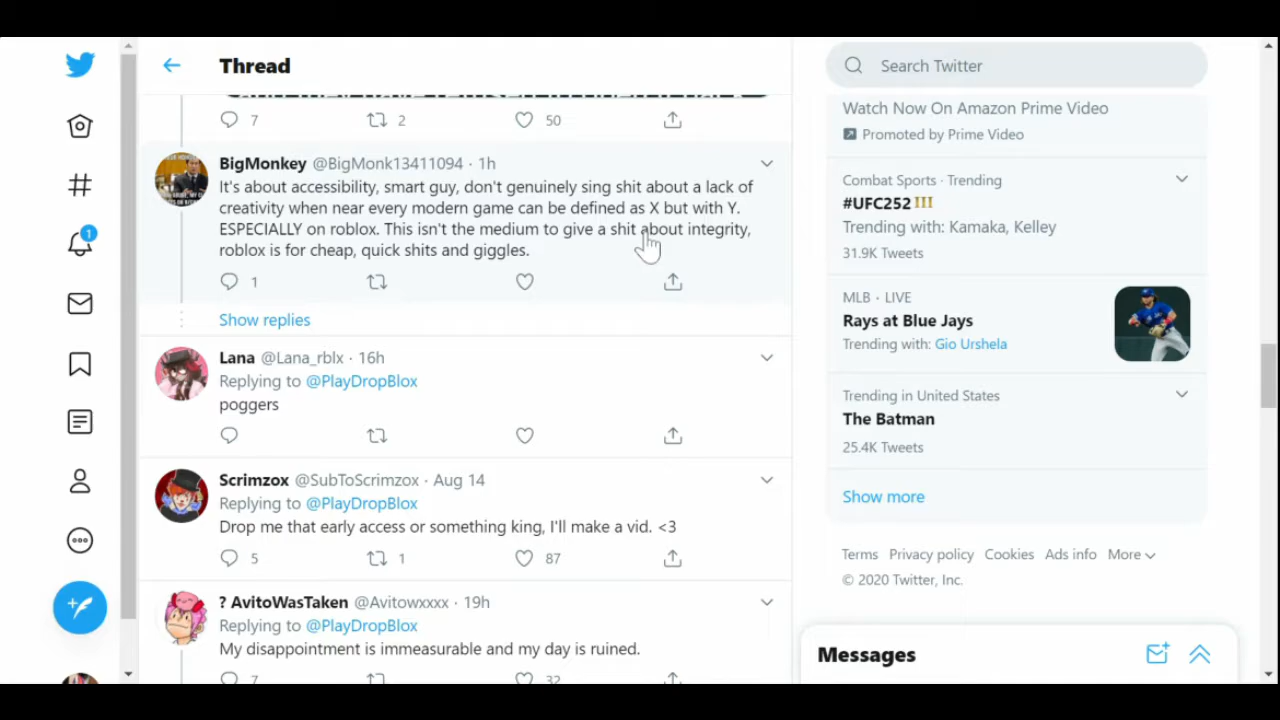 Thread
7
2
50
1
BigMonkey @BigMonk13411094 · 1h
It's about accessibility, smart guy, don't genuinely sing shit about a lack of
creativity when near every modern game can be defined as X but with Y.
ESPECIALLY on roblox. This isn't the medium to give a shit about integrity,
roblox is for cheap, quick shits and giggles.
1
Show replies
Lana @Lana_rblx · 16h
Replying to @PlayDropBlox
poggers
Scrimzox @SubToScrimzox · Aug 14
Replying to @PlayDropBlox
Drop me that early access or something king, I'll make a vid. <3
5
1
87
? AvitoWasTaken @Avitowxxxx · 19h
Replying to @PlayDropBlox
My disappointment is immeasurable and my day is ruined.
7
32
Search Twitter
Watch Now On Amazon Prime Video
Promoted by Prime Video
Combat Sports · Trending
#UFC252
Trending with: Kamaka, Kelley
31.9K Tweets
MLB · LIVE
Rays at Blue Jays
Trending with: Gio Urshela
Trending in United States
The Batman
25.4K Tweets
Show more
Terms Privacy policy Cookies Ads info More
© 2020 Twitter, Inc.
Messages